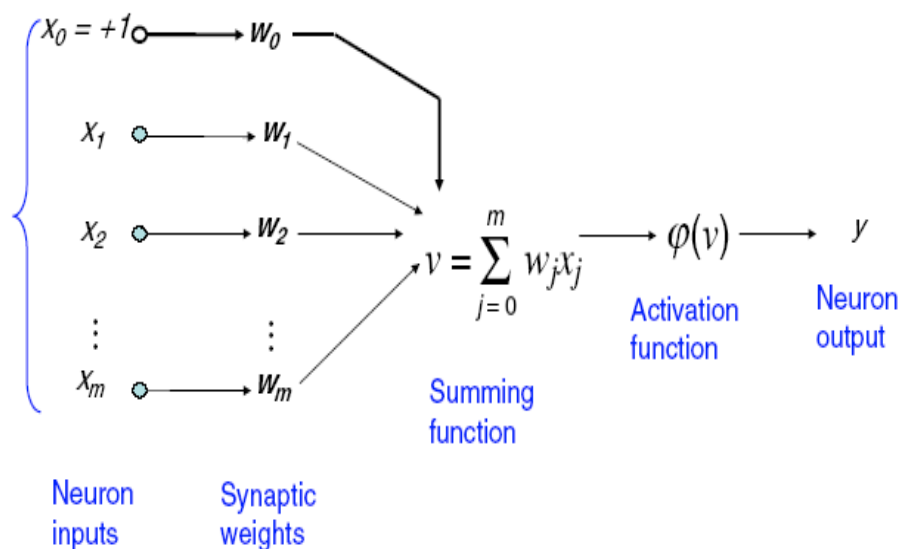 x₀ = +1 w₀
x₁ w₁
x₂ w₂
v = ∑ⱼ₌₀ᵐ wⱼxⱼ φ(v) y
⋮ ⋮
xₘ wₘ
Activation
function
Neuron
output
Summing
function
Neuron
inputs
Synaptic
weights